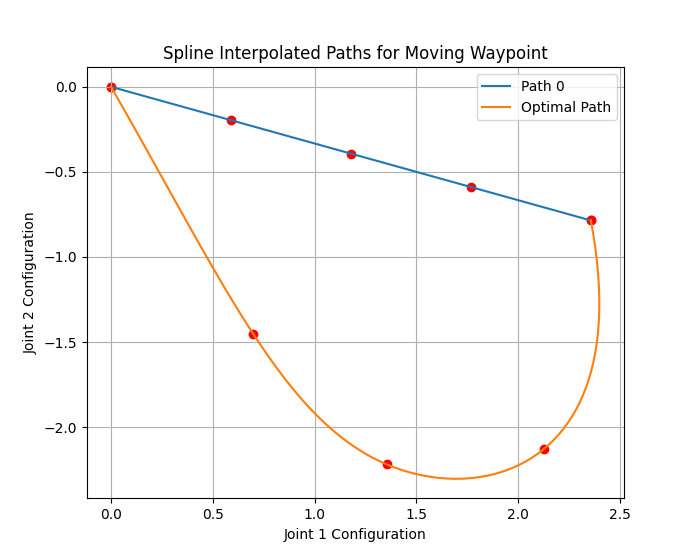 Spline Interpolated Paths for Moving Waypoint
Path 0
Optimal Path
0.0
−0.5
−1.0
−1.5
−2.0
Joint 2 Configuration
0.0 0.5 1.0 1.5 2.0 2.5
Joint 1 Configuration